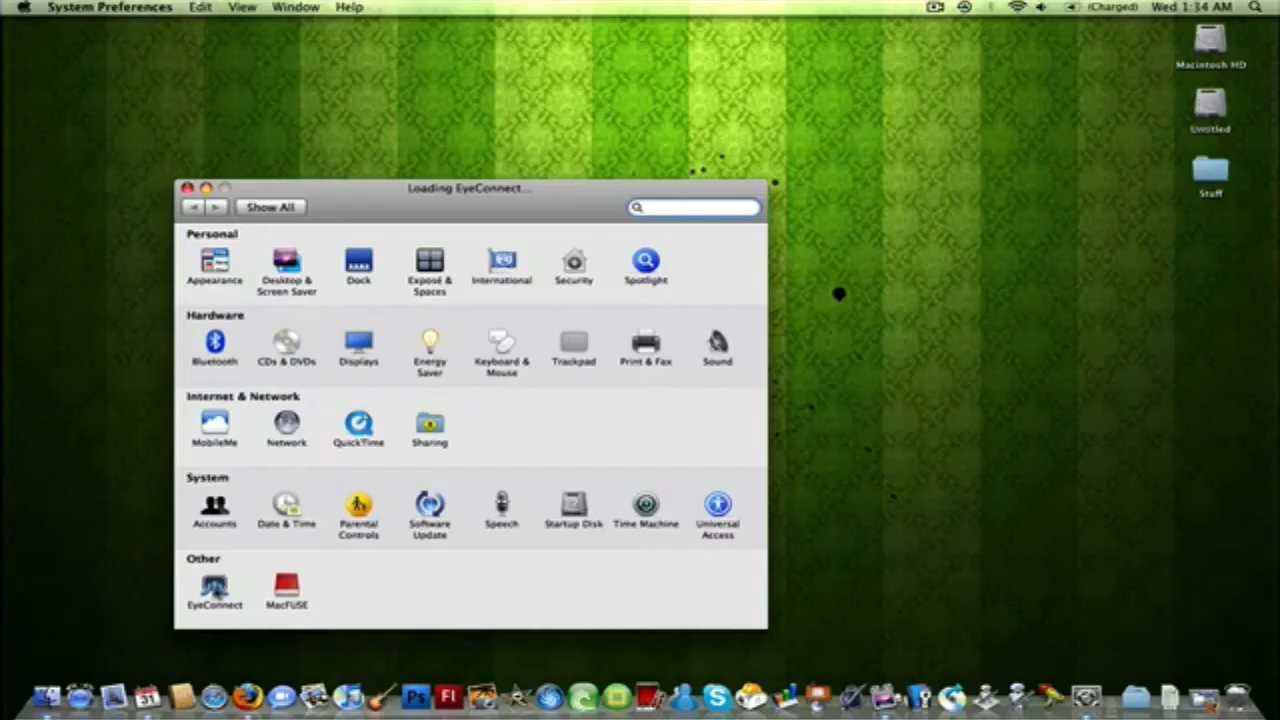 System Preferences Edit View Window Help (Charged) Wed 1:34 AM
Macintosh HD
Untitled
Stuff
Loading EyeConnect...
Show All
Personal
Appearance
Desktop &
Screen Saver
Dock
Exposé &
Spaces
International
Security
Spotlight
Hardware
Bluetooth
CDs & DVDs
Displays
Energy
Saver
Keyboard &
Mouse
Trackpad
Print & Fax
Sound
Internet & Network
MobileMe
Network
QuickTime
Sharing
System
Accounts
Date & Time
Parental
Controls
Software
Update
Speech
Startup Disk
Time Machine
Universal
Access
Other
EyeConnect
MacFUSE
31
Ps
Fl